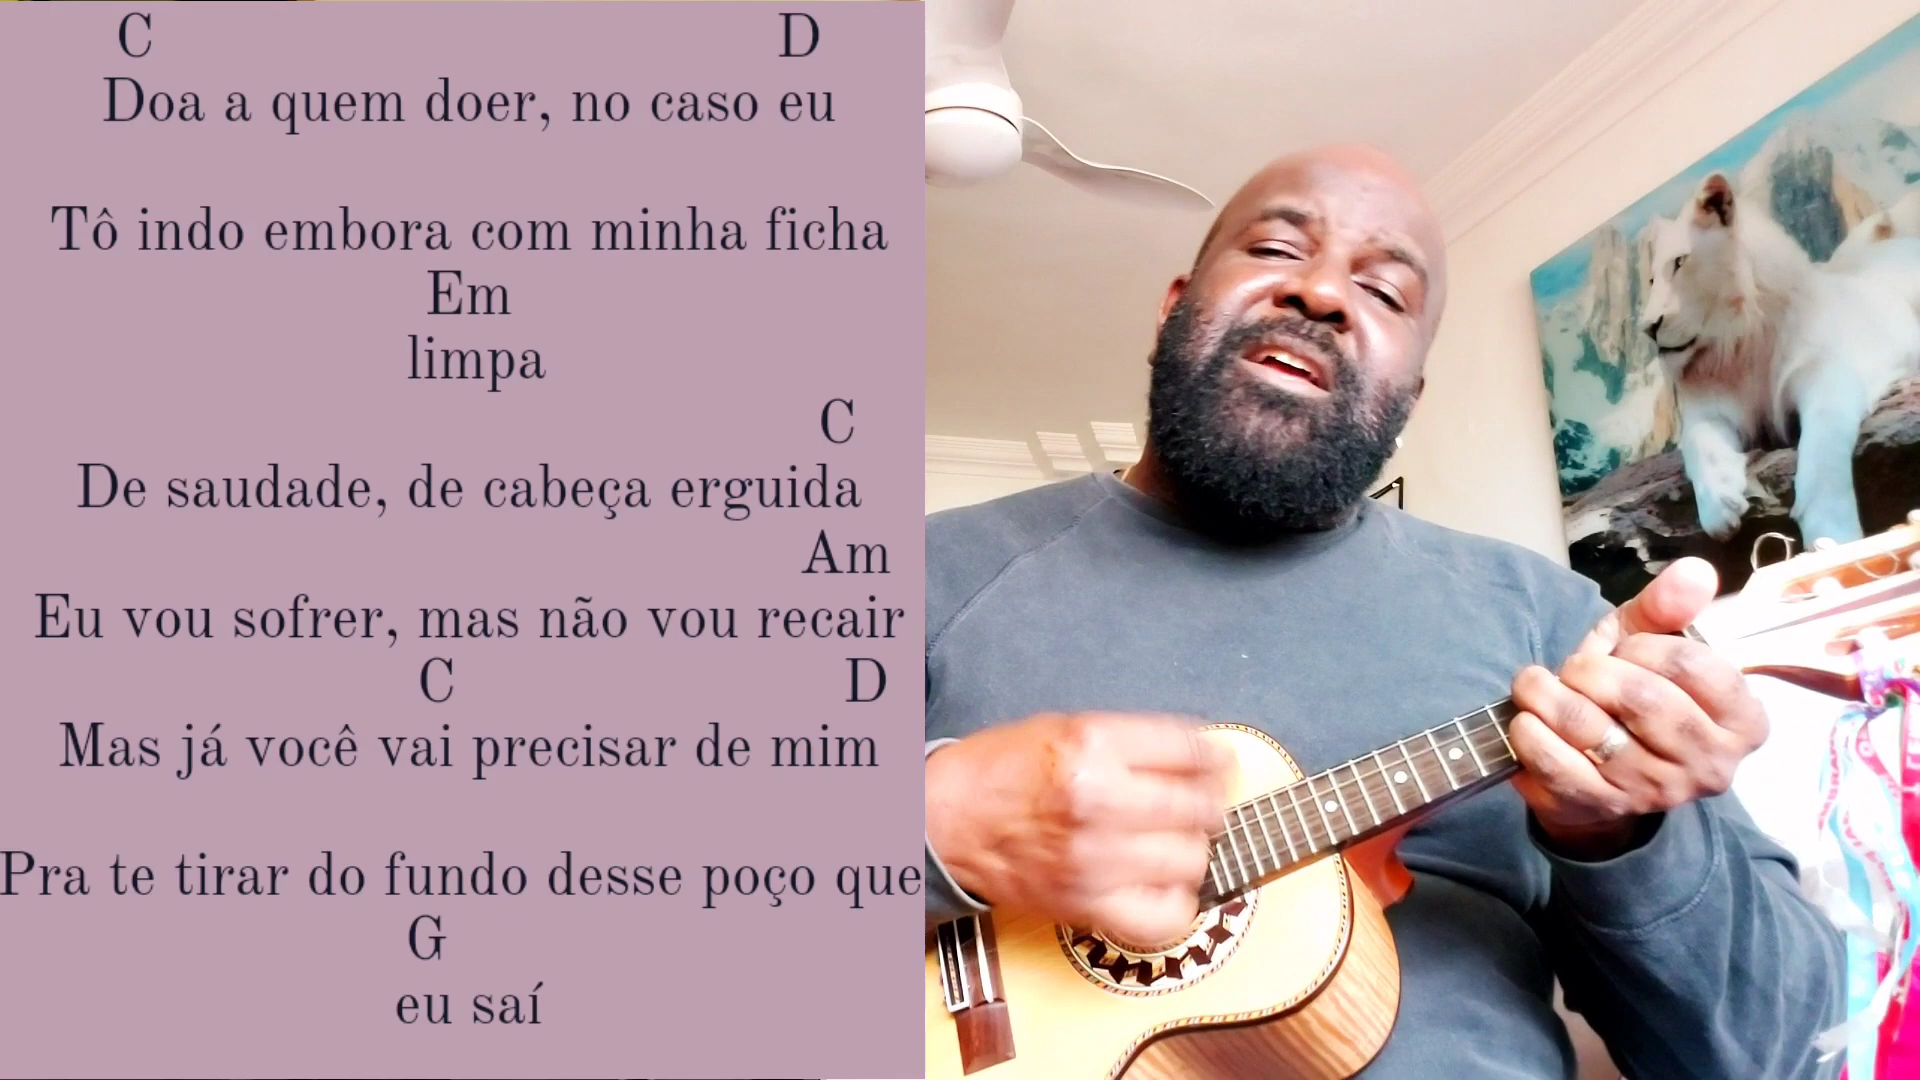 C D
Doa a quem doer, no caso eu
Tô indo embora com minha ficha
Em
limpa
C
De saudade, de cabeça erguida
Am
Eu vou sofrer, mas não vou recair
C D
Mas já você vai precisar de mim
Pra te tirar do fundo desse poço que
G
eu saí